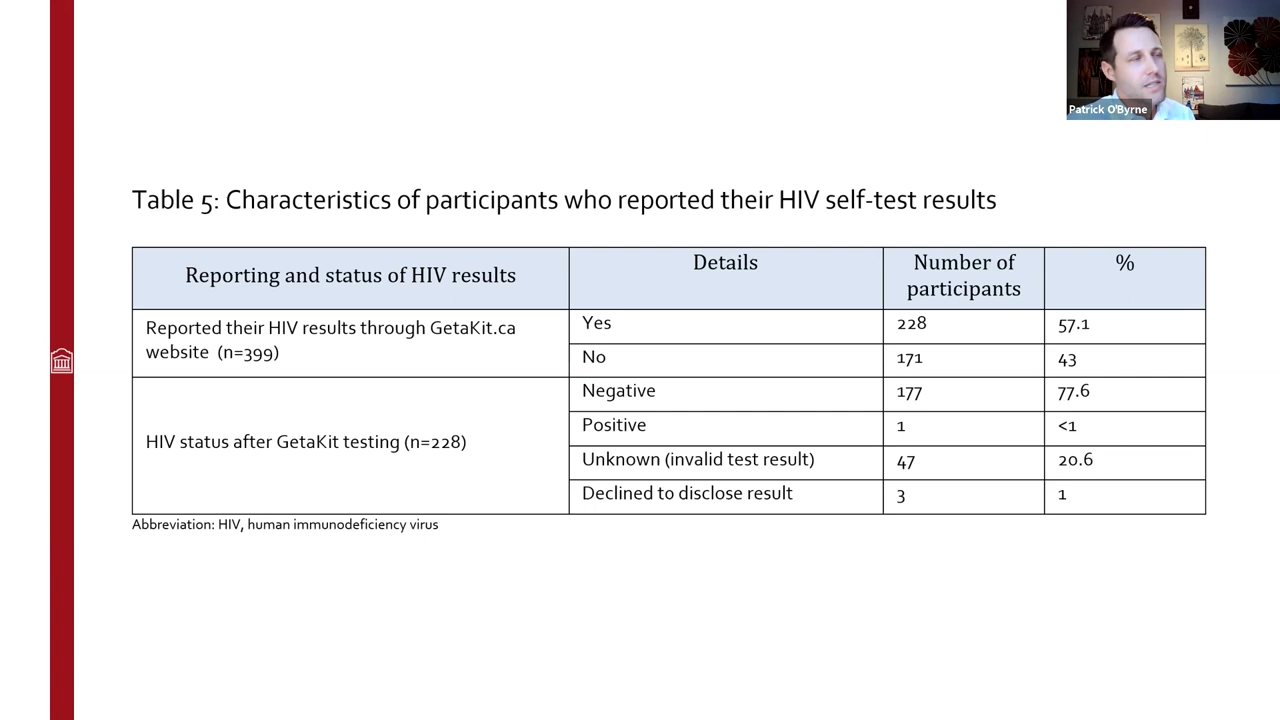 Patrick O'Byrne
Table 5: Characteristics of participants who reported their HIV self-test results
Reporting and status of HIV results
Details
Number of
participants
%
Reported their HIV results through GetaKit.ca
website (n=399)
Yes
228
57.1
No
171
43
HIV status after GetaKit testing (n=228)
Negative
177
77.6
Positive
1
<1
Unknown (invalid test result)
47
20.6
Declined to disclose result
3
1
Abbreviation: HIV, human immunodeficiency virus